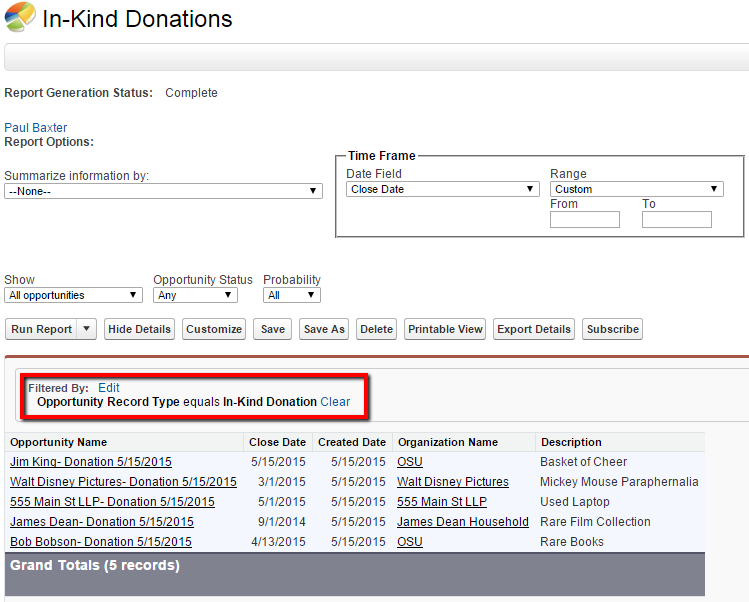 In-Kind Donations
Report Generation Status: Complete
Paul Baxter
Report Options:
Summarize information by:
--None--
Time Frame
Date Field Range
Close Date Custom
From To
Show Opportunity Status Probability
All opportunities Any All
Run Report Hide Details Customize Save Save As Delete Printable View Export Details Subscribe
Filtered By: Edit
Opportunity Record Type equals In-Kind Donation Clear
Opportunity Name Close Date Created Date Organization Name Description
Jim King- Donation 5/15/2015 5/15/2015 5/15/2015 OSU Basket of Cheer
Walt Disney Pictures- Donation 5/15/2015 3/1/2015 5/15/2015 Walt Disney Pictures Mickey Mouse Paraphernalia
555 Main St LLP- Donation 5/15/2015 5/1/2015 5/15/2015 555 Main St LLP Used Laptop
James Dean- Donation 5/15/2015 9/1/2014 5/15/2015 James Dean Household Rare Film Collection
Bob Bobson- Donation 5/15/2015 4/13/2015 5/15/2015 OSU Rare Books
Grand Totals (5 records)